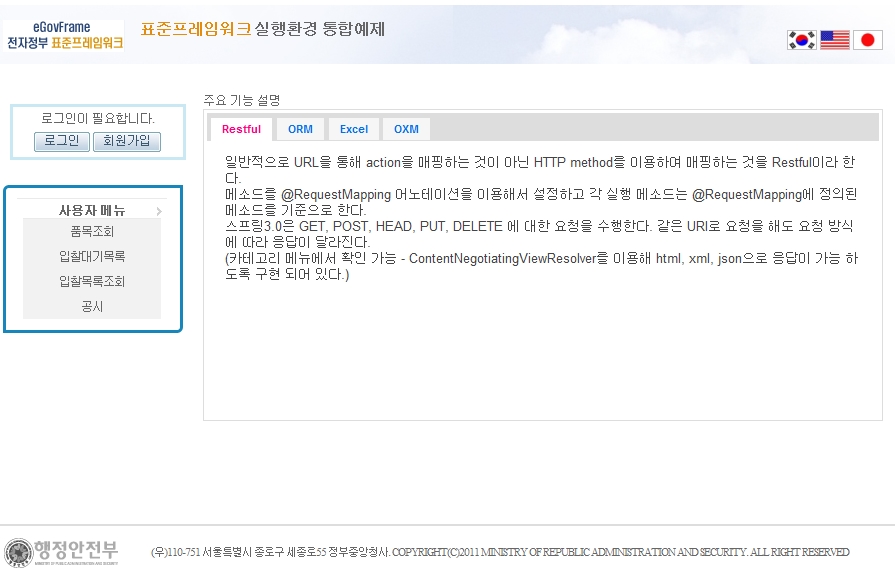 eGovFrame
전자정부 표준프레임워크
표준프레임워크 실행환경 통합예제
로그인이 필요합니다.
로그인 회원가입
사용자 메뉴
품목조회
입찰대기목록
입찰목록조회
공시
주요 기능 설명
Restful ORM Excel OXM
일반적으로 URL을 통해 action을 매핑하는 것이 아닌 HTTP method를 이용하여 매핑하는 것을 Restful이라 한
다.
메소드를 @RequestMapping 어노테이션을 이용해서 설정하고 각 실행 메소드는 @RequestMapping에 정의된
메소드를 기준으로 한다.
스프링3.0은 GET, POST, HEAD, PUT, DELETE 에 대한 요청을 수행한다. 같은 URI로 요청을 해도 요청 방식
에 따라 응답이 달라진다.
(카테고리 메뉴에서 확인 가능 - ContentNegotiatingViewResolver를 이용해 html, xml, json으로 응답이 가능 하
도록 구현 되어 있다.)
행정안전부
MINISTRY OF PUBLIC ADMINISTRATION AND SECURITY
(우)110-751 서울특별시 종로구 세종로55 정부중앙청사. COPYRIGHT(C)2011 MINISTRY OF REPUBLIC ADMINISTRATION AND SECURITY. ALL RIGHT RESERVED